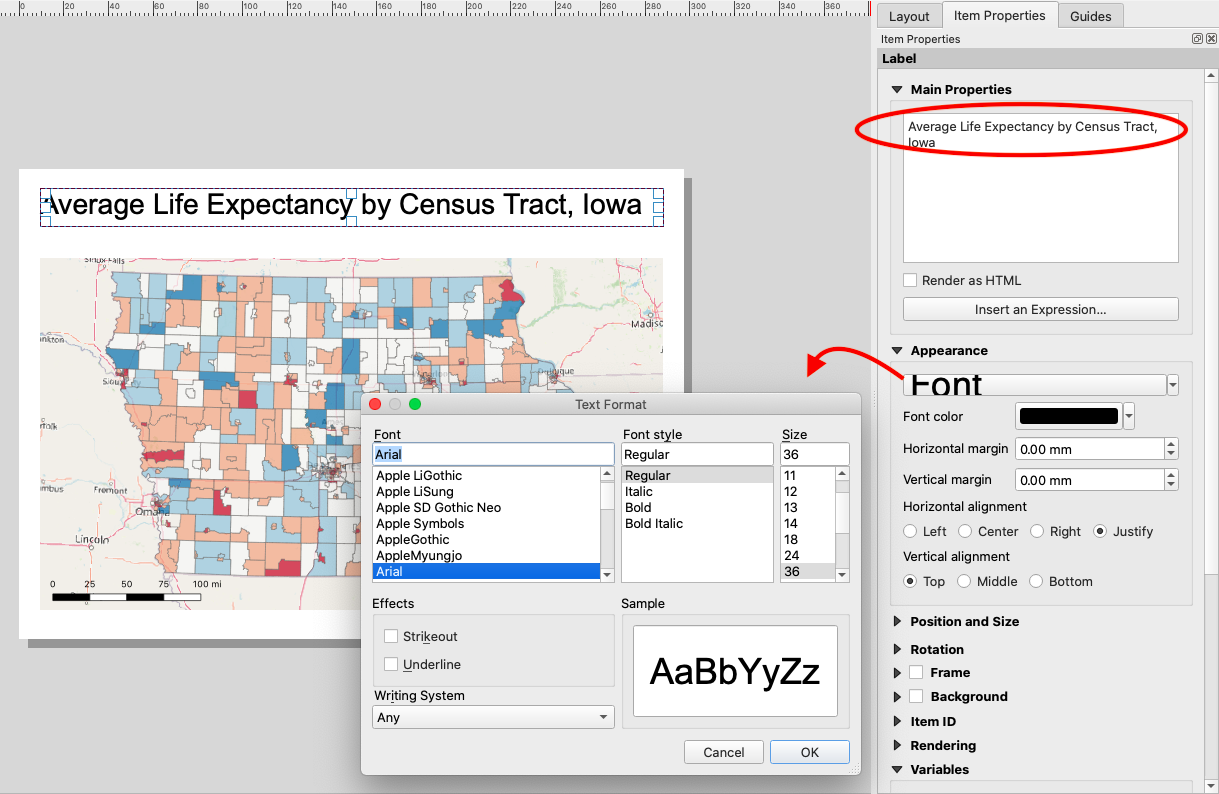 0 20 40 60 80 100 120 140 160 180 200 220 240 260 280 300 320 340 360
Layout Item Properties Guides
Item Properties
Label
Main Properties
Average Life Expectancy by Census Tract,
Iowa
Render as HTML
Insert an Expression...
Appearance
Font
Font color
Horizontal margin 0.00 mm
Vertical margin 0.00 mm
Horizontal alignment
Left Center Right Justify
Vertical alignment
Top Middle Bottom
Position and Size
Rotation
Frame
Background
Item ID
Rendering
Variables
Average Life Expectancy by Census Tract, Iowa
Sioux Falls
Madiso
nkton
Dubuque
Sioux
folk
mbus
Fremont
Omaha
Lincoln
0 25 50 75 100 mi
Text Format
Font
Arial
Apple LiGothic
Apple LiSung
Apple SD Gothic Neo
Apple Symbols
AppleGothic
AppleMyungjo
Arial
Font style
Regular
Regular
Italic
Bold
Bold Italic
Size
36
11
12
13
14
18
24
36
Effects
Strikeout
Underline
Writing System
Any
Sample
AaBbYyZz
Cancel OK